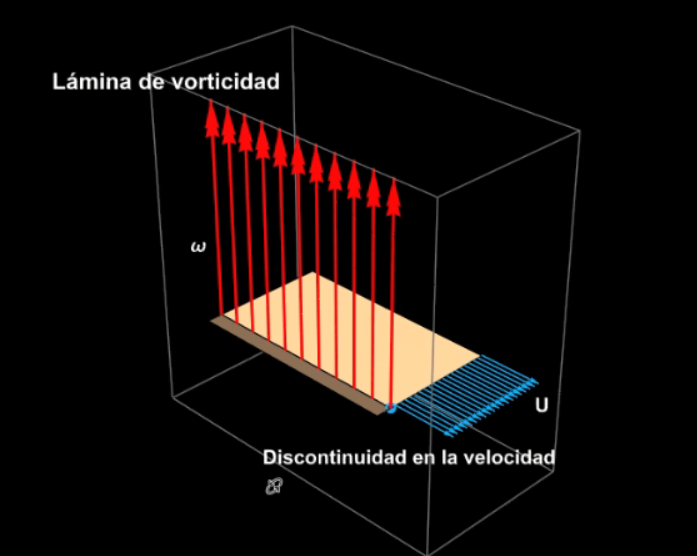 Lámina de vorticidad
ω
U
Discontinuidad en la velocidad